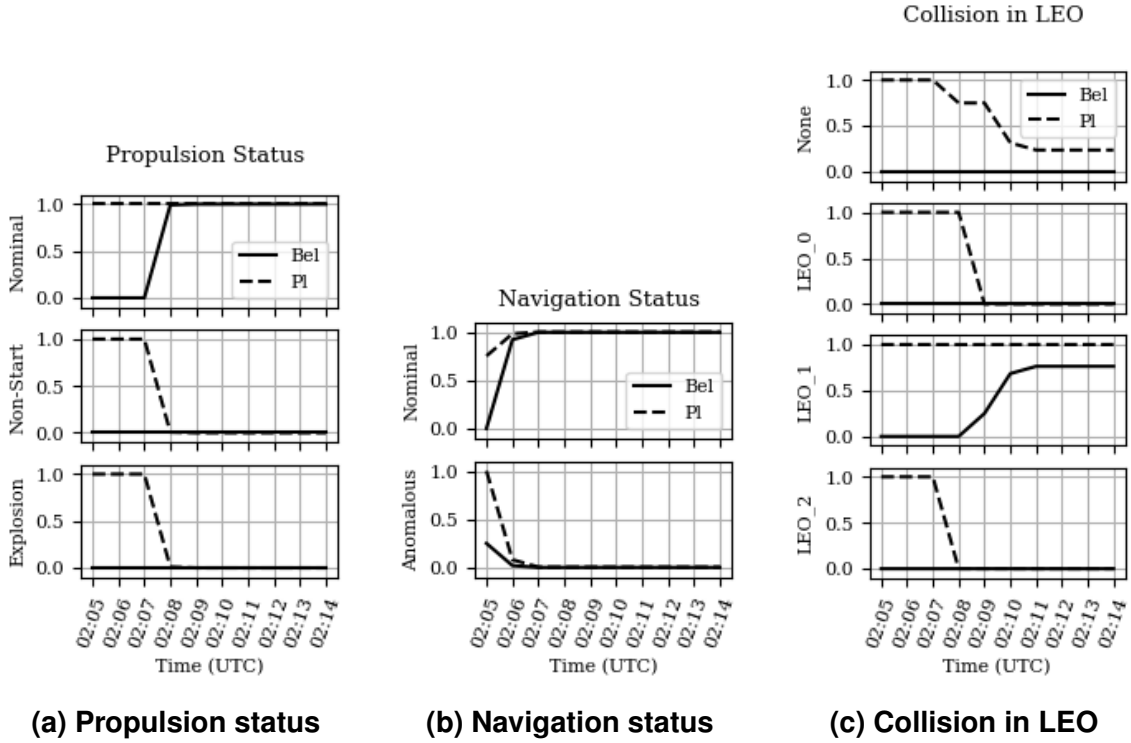 Propulsion Status
Nominal
1.0
0.5
0.0
Bel
Pl
Non-Start
1.0
0.5
0.0
Explosion
1.0
0.5
0.0
02:05
02:06
02:07
02:08
02:09
02:10
02:11
02:12
02:13
02:14
Time (UTC)
(a) Propulsion status
Navigation Status
Nominal
1.0
0.5
0.0
Bel
Pl
Anomalous
1.0
0.5
0.0
02:05
02:06
02:07
02:08
02:09
02:10
02:11
02:12
02:13
02:14
Time (UTC)
(b) Navigation status
Collision in LEO
None
1.0
0.5
0.0
Bel
Pl
LEO_0
1.0
0.5
0.0
LEO_1
1.0
0.5
0.0
LEO_2
1.0
0.5
0.0
02:05
02:06
02:07
02:08
02:09
02:10
02:11
02:12
02:13
02:14
Time (UTC)
(c) Collision in LEO